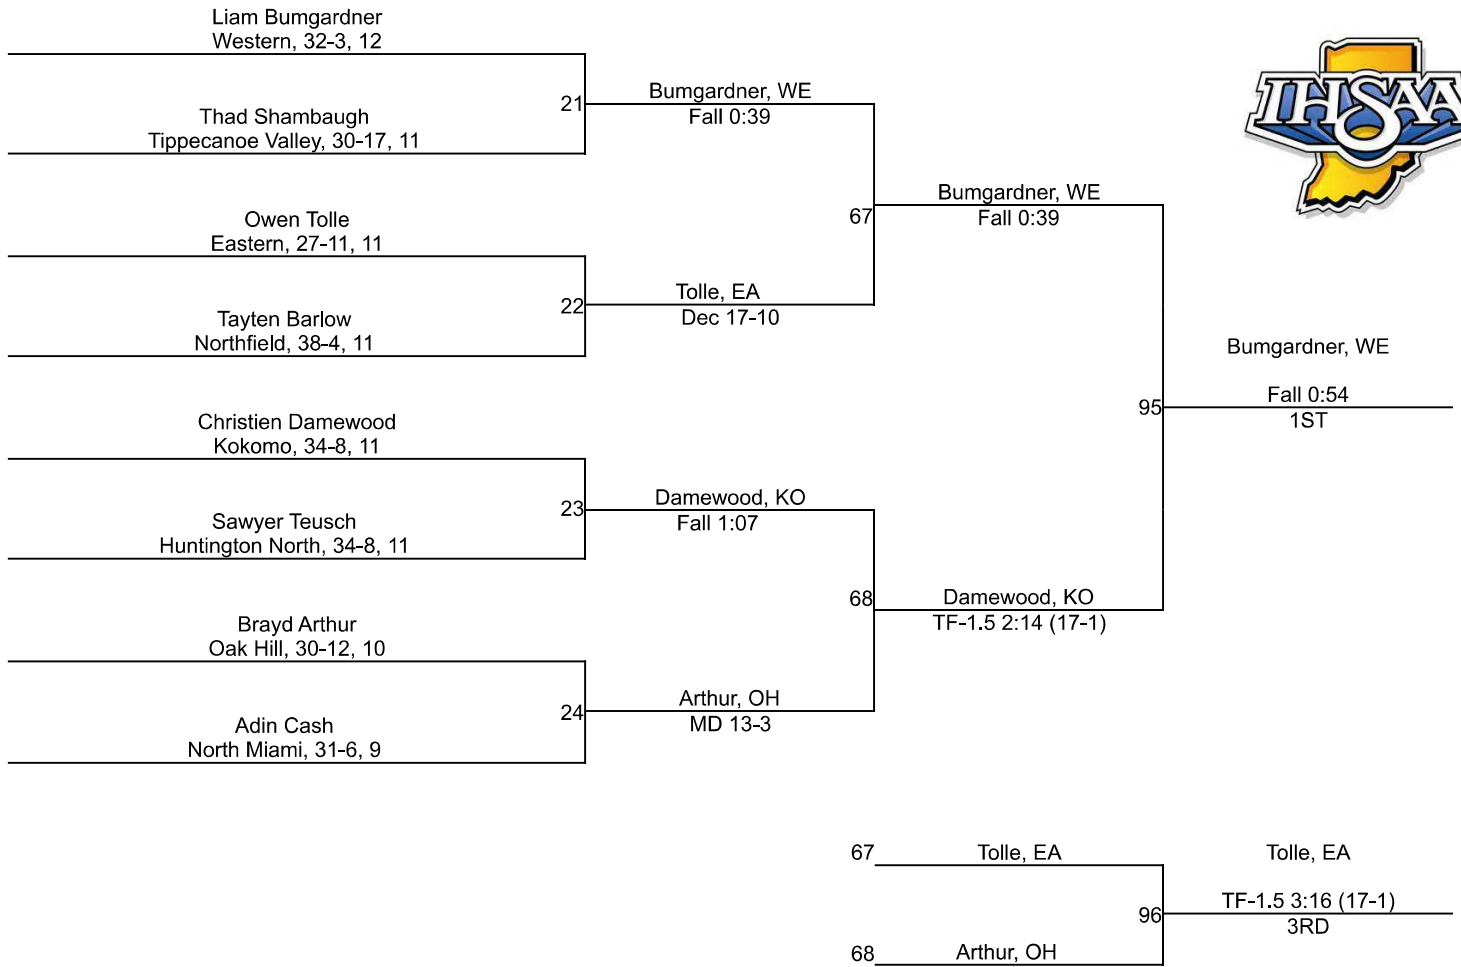 Liam Bumgardner
Western, 32-3, 12
Thad Shambaugh
Tippecanoe Valley, 30-17, 11
Owen Tolle
Eastern, 27-11, 11
Tayten Barlow
Northfield, 38-4, 11
Christien Damewood
Kokomo, 34-8, 11
Sawyer Teusch
Huntington North, 34-8, 11
Brayd Arthur
Oak Hill, 30-12, 10
Adin Cash
North Miami, 31-6, 9
21
Bumgardner, WE
Fall 0:39
22
Tolle, EA
Dec 17-10
23
Damewood, KO
Fall 1:07
24
Arthur, OH
MD 13-3
67
Bumgardner, WE
Fall 0:39
68
Damewood, KO
TF-1.5 2:14 (17-1)
IHSAA
95
Bumgardner, WE
Fall 0:54
1ST
67
Tolle, EA
68
Arthur, OH
96
Tolle, EA
TF-1.5 3:16 (17-1)
3RD